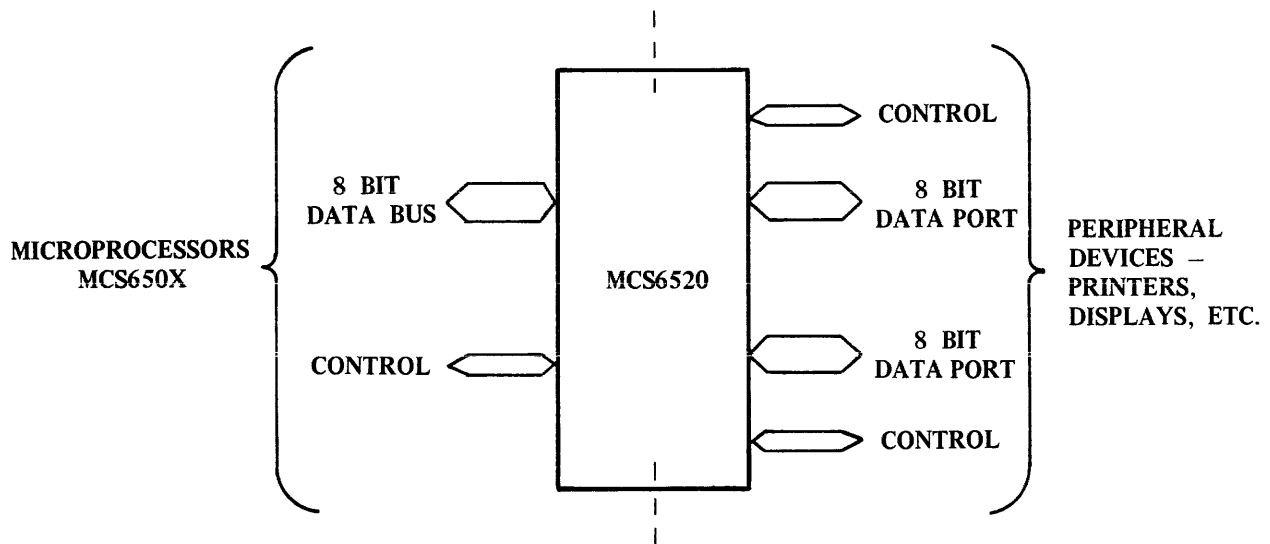 MICROPROCESSORS
MCS650X
8 BIT
DATA BUS
CONTROL
MCS6520
CONTROL
8 BIT
DATA PORT
8 BIT
DATA PORT
CONTROL
PERIPHERAL
DEVICES –
PRINTERS,
DISPLAYS, ETC.